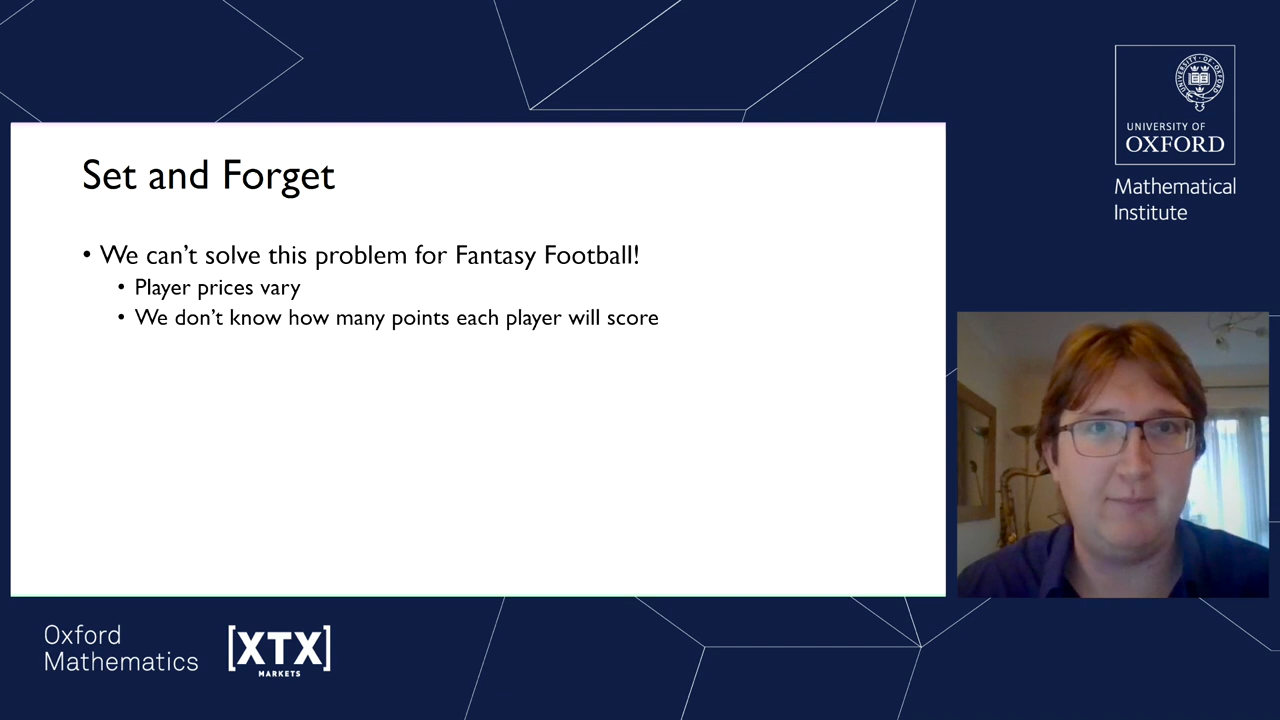 Set and Forget
• We can't solve this problem for Fantasy Football!
• Player prices vary
• We don't know how many points each player will score
UNIVERSITY OF
OXFORD
Mathematical
Institute
Oxford
Mathematics
[XTX]
MARKETS